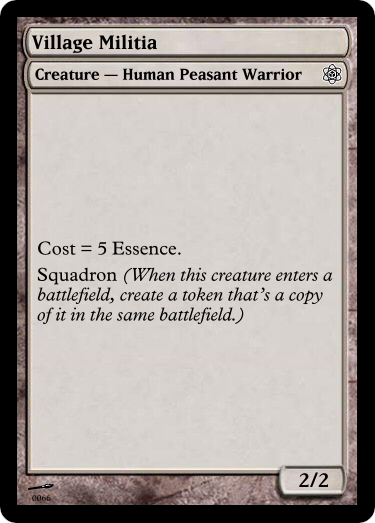 Village Militia
Creature — Human Peasant Warrior
Cost = 5 Essence.
Squadron (When this creature enters a
battlefield, create a token that's a copy
of it in the same battlefield.)
2/2
0066